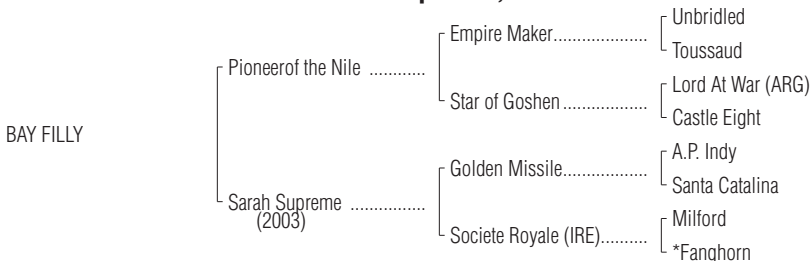 Unbridled
Empire Maker....................
Toussaud
Pioneerof the Nile ............
Lord At War (ARG)
Star of Goshen ..................
Castle Eight
BAY FILLY
A.P. Indy
Golden Missile..................
Santa Catalina
Sarah Supreme ................
(2003)
Milford
Societe Royale (IRE)..........
*Fanghorn